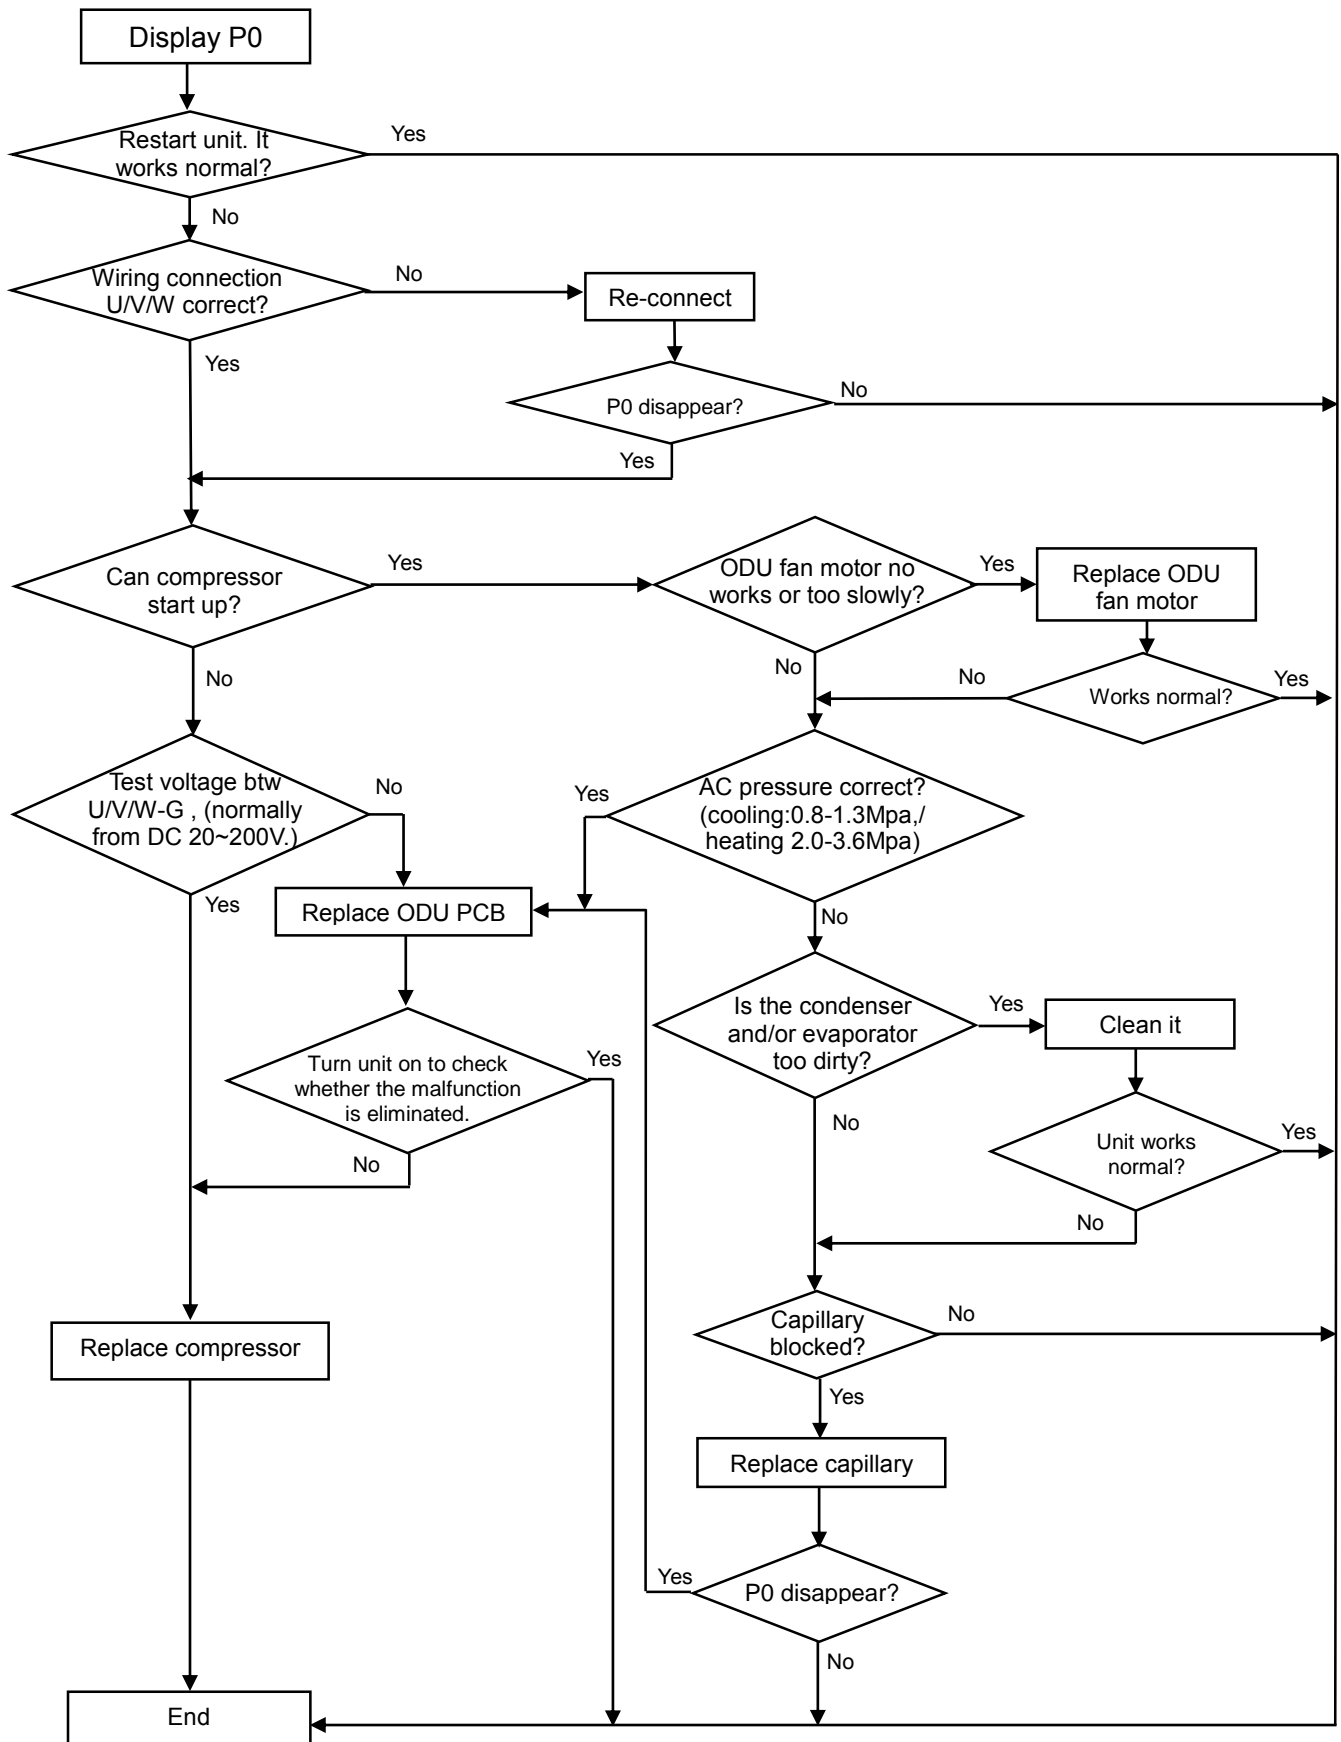 Display P0
Restart unit. It
works normal?
Yes
No
Wiring connection
U/V/W correct?
No
Re-connect
Yes
P0 disappear?
No
Yes
Can compressor
start up?
Yes
ODU fan motor no
works or too slowly?
Yes
Replace ODU
fan motor
No
No
No
Works normal?
Yes
Test voltage btw
U/V/W-G , (normally
from DC 20~200V.)
No
Yes
AC pressure correct?
(cooling:0.8-1.3Mpa,/
heating 2.0-3.6Mpa)
Yes
Replace ODU PCB
No
Is the condenser
and/or evaporator
too dirty?
Yes
Clean it
Turn unit on to check
whether the malfunction
is eliminated.
Yes
No
No
Unit works
normal?
Yes
No
Capillary
blocked?
No
Replace compressor
Yes
Replace capillary
Yes
P0 disappear?
No
End